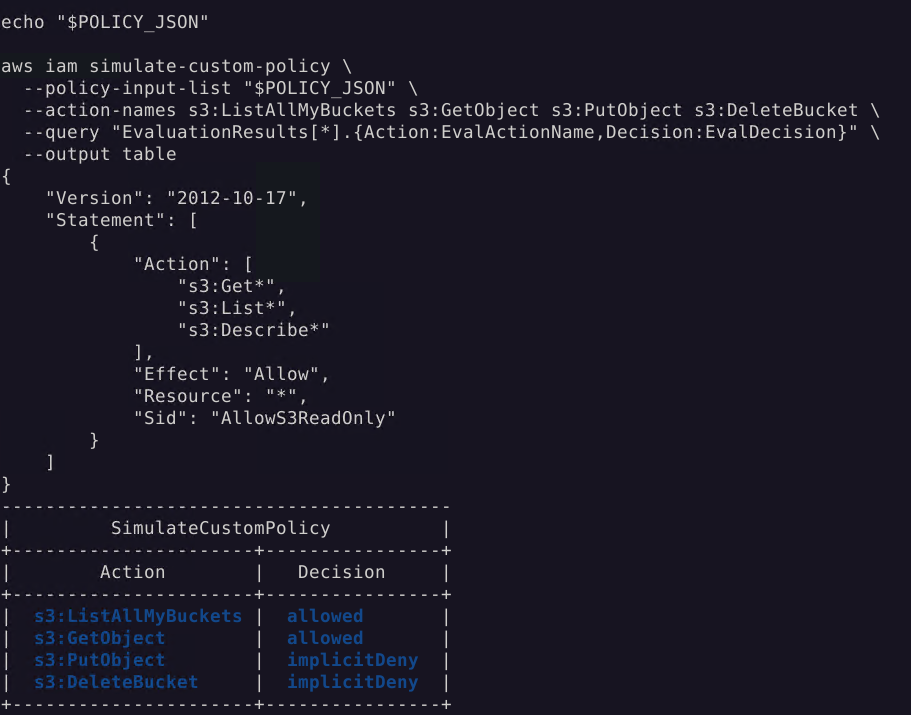 echo "$POLICY_JSON"

aws iam simulate-custom-policy \
  --policy-input-list "$POLICY_JSON" \
  --action-names s3:ListAllMyBuckets s3:GetObject s3:PutObject s3:DeleteBucket \
  --query "EvaluationResults[*].{Action:EvalActionName,Decision:EvalDecision}" \
  --output table
{
    "Version": "2012-10-17",
    "Statement": [
        {
            "Action": [
                "s3:Get*",
                "s3:List*",
                "s3:Describe*"
            ],
            "Effect": "Allow",
            "Resource": "*",
            "Sid": "AllowS3ReadOnly"
        }
    ]
}
-----------------------------------------
|         SimulateCustomPolicy          |
+----------------------+----------------+
|        Action        |   Decision     |
+----------------------+----------------+
|  s3:ListAllMyBuckets |  allowed       |
|  s3:GetObject        |  allowed       |
|  s3:PutObject        |  implicitDeny  |
|  s3:DeleteBucket     |  implicitDeny  |
+----------------------+----------------+